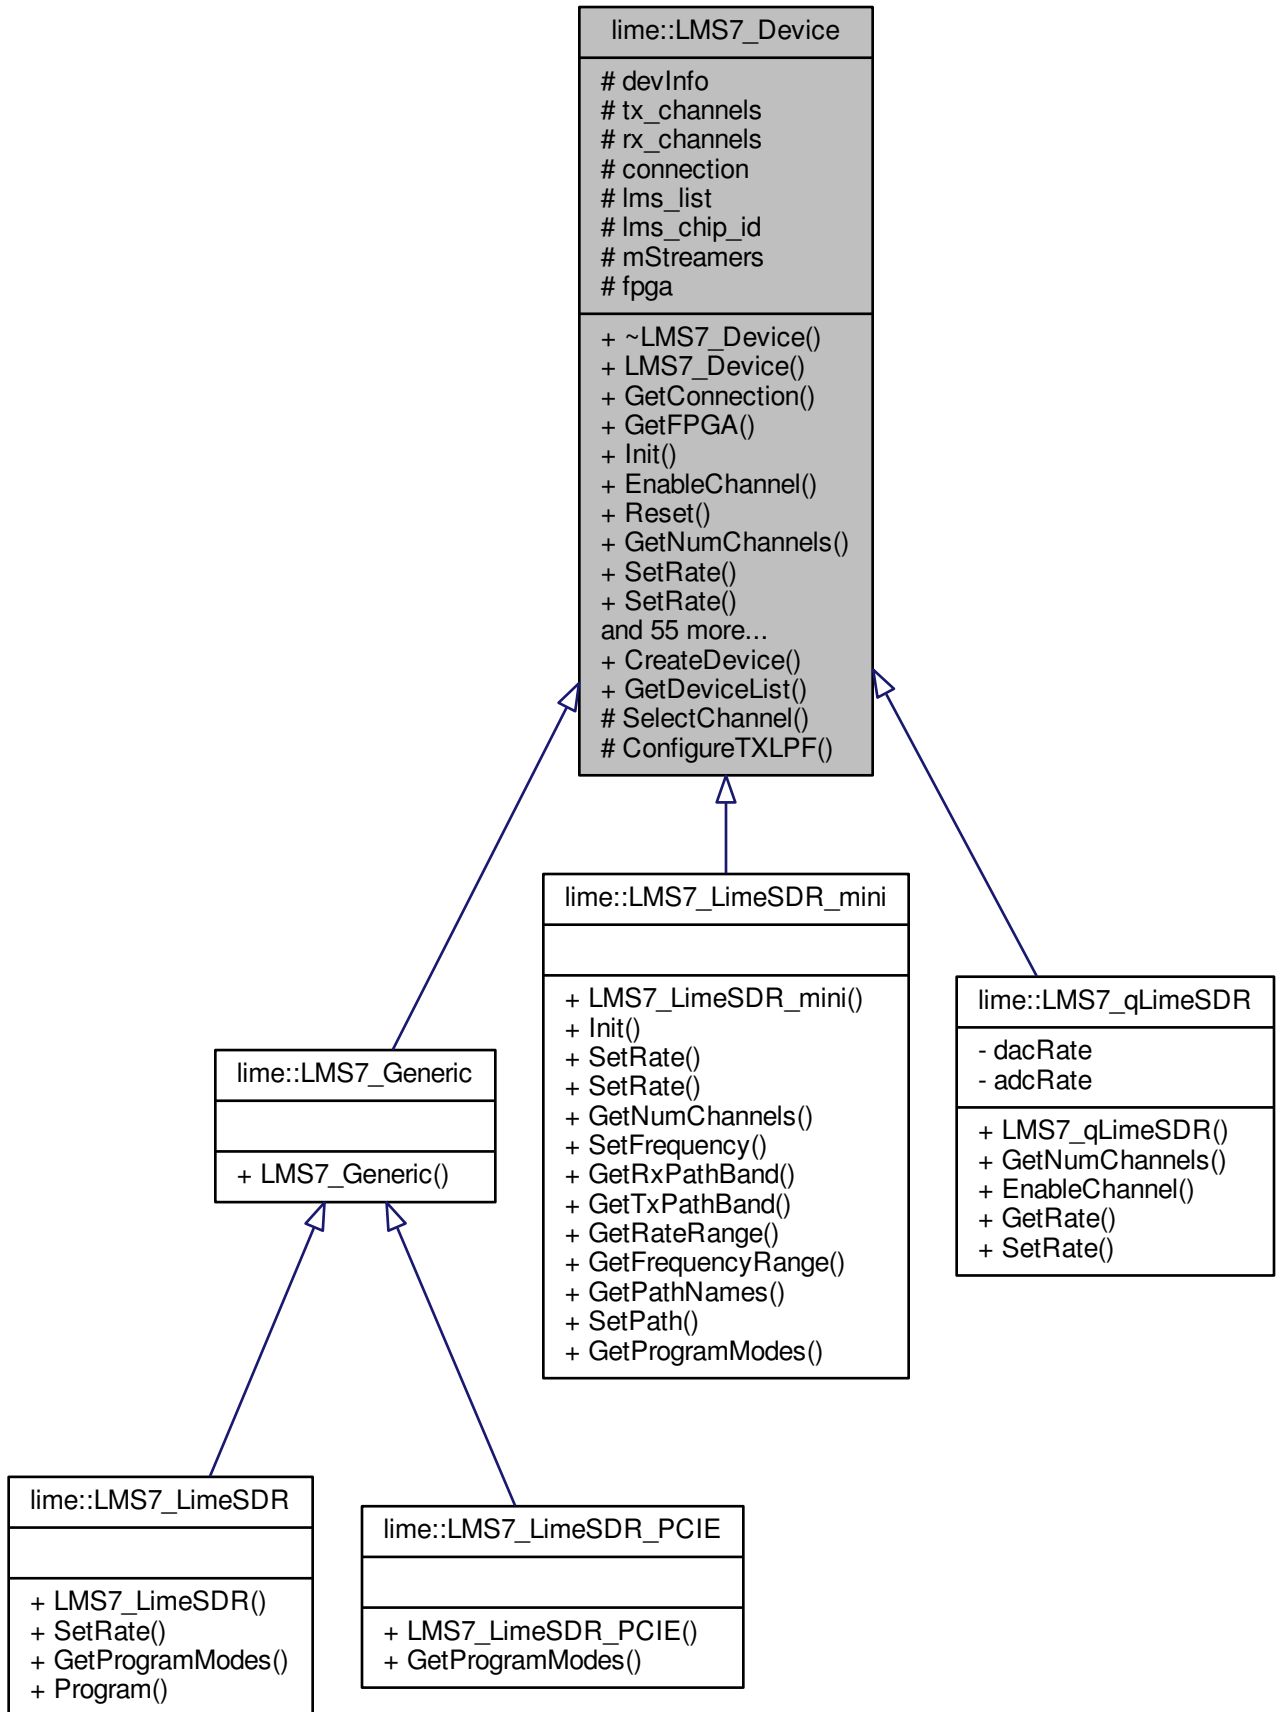 lime::LMS7_Device
# devInfo
# tx_channels
# rx_channels
# connection
# lms_list
# lms_chip_id
# mStreamers
# fpga
+ ~LMS7_Device()
+ LMS7_Device()
+ GetConnection()
+ GetFPGA()
+ Init()
+ EnableChannel()
+ Reset()
+ GetNumChannels()
+ SetRate()
+ SetRate()
and 55 more...
+ CreateDevice()
+ GetDeviceList()
# SelectChannel()
# ConfigureTXLPF()
lime::LMS7_Generic
+ LMS7_Generic()
lime::LMS7_LimeSDR_mini
+ LMS7_LimeSDR_mini()
+ Init()
+ SetRate()
+ SetRate()
+ GetNumChannels()
+ SetFrequency()
+ GetRxPathBand()
+ GetTxPathBand()
+ GetRateRange()
+ GetFrequencyRange()
+ GetPathNames()
+ SetPath()
+ GetProgramModes()
lime::LMS7_qLimeSDR
- dacRate
- adcRate
+ LMS7_qLimeSDR()
+ GetNumChannels()
+ EnableChannel()
+ GetRate()
+ SetRate()
lime::LMS7_LimeSDR
+ LMS7_LimeSDR()
+ SetRate()
+ GetProgramModes()
+ Program()
lime::LMS7_LimeSDR_PCIE
+ LMS7_LimeSDR_PCIE()
+ GetProgramModes()